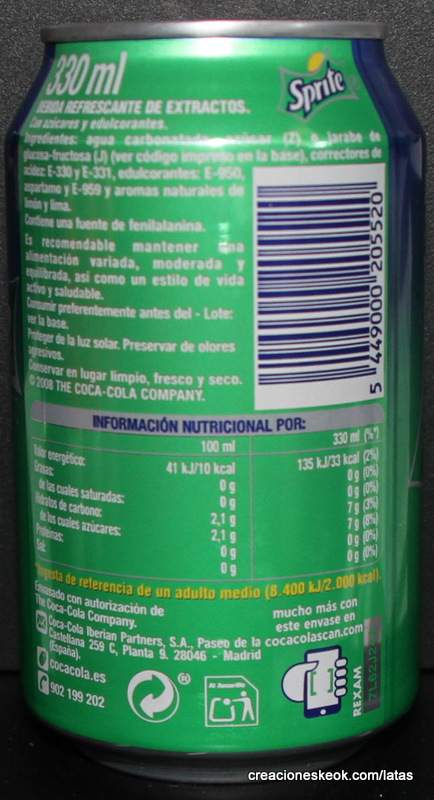 330 ml
Sprite
BEBIDA REFRESCANTE DE EXTRACTOS.
Con azúcares y edulcorantes.
Ingredientes: agua carbonatada, azúcar (Z) o jarabe de
glucosa-fructosa (J) (ver código impreso en la base), correctores de
acidez: E-330 y E-331, edulcorantes: E-950,
aspartamo y E-959 y aromas naturales de
limón y lima.
Contiene una fuente de fenilalanina.
Es recomendable mantener una
alimentación variada, moderada y
equilibrada, así como un estilo de vida
activo y saludable.
Consumir preferentemente antes del - Lote:
ver la base.
Proteger de la luz solar. Preservar de olores
agresivos.
Conservar en lugar limpio, fresco y seco.
© 2008 THE COCA-COLA COMPANY.
5 449000 205520
INFORMACIÓN NUTRICIONAL POR:
100 ml 330 ml (%*)
Valor energético: 41 kJ/10 kcal 135 kJ/33 kcal (2%)
Grasas: 0 g 0 g (0%)
de las cuales saturadas: 0 g 0 g (0%)
Hidratos de carbono: 2,1 g 7 g (3%)
de los cuales azúcares: 2,1 g 7 g (8%)
Proteínas: 0 g 0 g (0%)
Sal: 0 g 0 g (0%)
*Ingesta de referencia de un adulto medio (8.400 kJ/2.000 kcal).
Envasado con autorización de
The Coca-Cola Company.
Coca-Cola Iberian Partners, S.A., Paseo de la
Castellana 259 C, Planta 9. 28046 - Madrid
(España).
cocacola.es
902 199 202
mucho más con
este envase en
cocacolascan.com
®
Al Amarillo
REXAM
creacioneskeok.com/latas